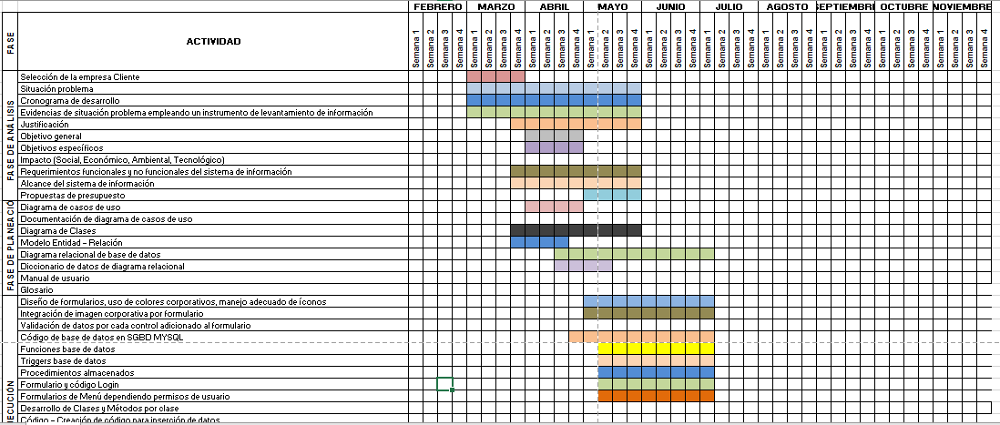 FEBRERO MARZO ABRIL MAYO JUNIO JULIO AGOSTO SEPTIEMBRE OCTUBRE NOVIEMBRE
FASE
ACTIVIDAD
Semana 1 Semana 2 Semana 3 Semana 4 Semana 1 Semana 2 Semana 3 Semana 4 Semana 1 Semana 2 Semana 3 Semana 4 Semana 1 Semana 2 Semana 3 Semana 4 Semana 1 Semana 2 Semana 3 Semana 4 Semana 1 Semana 2 Semana 3 Semana 4 Semana 1 Semana 2 Semana 3 Semana 4 Semana 1 Semana 2 Semana 3 Semana 4 Semana 1 Semana 2 Semana 3 Semana 4 Semana 1 Semana 2 Semana 3 Semana 4
FASE DE ANÁLISIS
Selección de la empresa Cliente
Situación problema
Cronograma de desarrollo
Evidencias de situación problema empleando un instrumento de levantamiento de información
Justificación
Objetivo general
Objetivos específicos
Impacto (Social, Económico, Ambiental, Tecnológico)
Requerimientos funcionales y no funcionales del sistema de información
Alcance del sistema de información
Propuestas de presupuesto
FASE DE PLANEACIÓ
Diagrama de casos de uso
Documentación de diagrama de casos de uso
Diagrama de Clases
Modelo Entidad - Relación
Diagrama relacional de base de datos
Diccionario de datos de diagrama relacional
Manual de usuario
Glosario
IECUCION
Diseño de formularios, uso de colores corporativos, manejo adecuado de íconos
Integración de imagen corporativa por formulario
Validación de datos por cada control adicionado al formulario
Código de base de datos en SGBD MYSQL
Funciones base de datos
Triggers base de datos
Procedimientos almacenados
Formulario y código Login
Formularios de Menú dependiendo permisos de usuario
Desarrollo de Clases y Métodos por clase
Código - Creación de código para inserción de datos